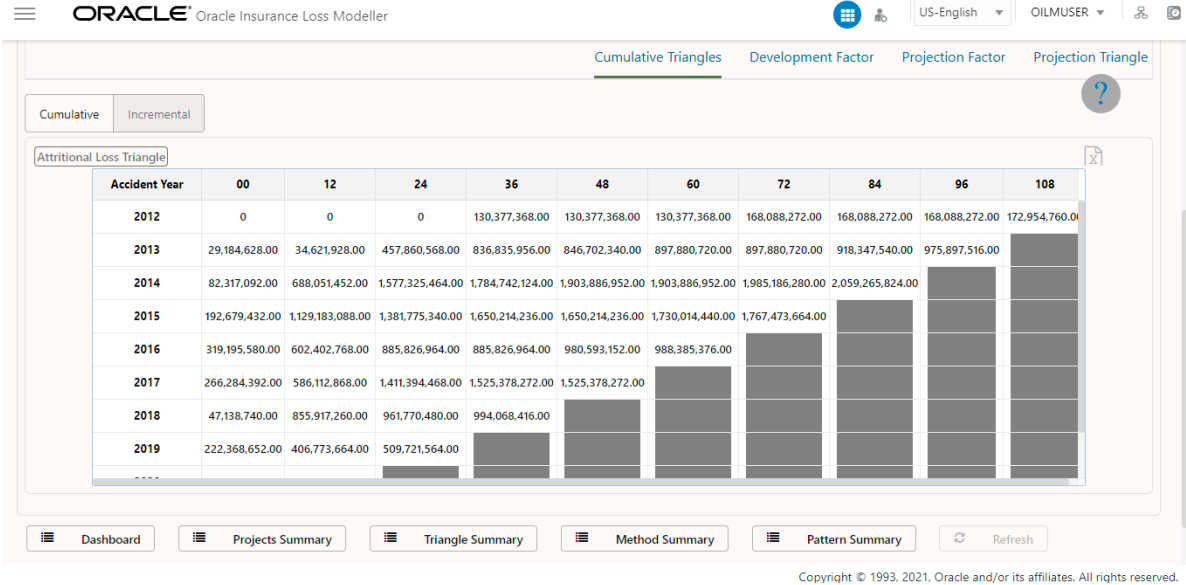 ORACLE® Oracle Insurance Loss Modeller US-English OILMUSER
Cumulative Triangles Development Factor Projection Factor Projection Triangle
?
Cumulative Incremental
Attritional Loss Triangle
Accident Year 00 12 24 36 48 60 72 84 96 108
2012 0 0 0 130,377,368.00 130,377,368.00 130,377,368.00 168,088,272.00 168,088,272.00 168,088,272.00 172,954,760.0
2013 29,184,628.00 34,621,928.00 457,860,568.00 836,835,956.00 846,702,340.00 897,880,720.00 897,880,720.00 918,347,540.00 975,897,516.00
2014 82,317,092.00 688,051,452.00 1,577,325,464.00 1,784,742,124.00 1,903,886,952.00 1,903,886,952.00 1,985,186,280.00 2,059,265,824.00
2015 192,679,432.00 1,129,183,088.00 1,381,775,340.00 1,650,214,236.00 1,650,214,236.00 1,730,014,440.00 1,767,473,664.00
2016 319,195,580.00 602,402,768.00 885,826,964.00 885,826,964.00 980,593,152.00 988,385,376.00
2017 266,284,392.00 586,112,868.00 1,411,394,468.00 1,525,378,272.00 1,525,378,272.00
2018 47,138,740.00 855,917,260.00 961,770,480.00 994,068,416.00
2019 222,368,652.00 406,773,664.00 509,721,564.00
Dashboard Projects Summary Triangle Summary Method Summary Pattern Summary Refresh
Copyright © 1993, 2021, Oracle and/or its affiliates. All rights reserved.